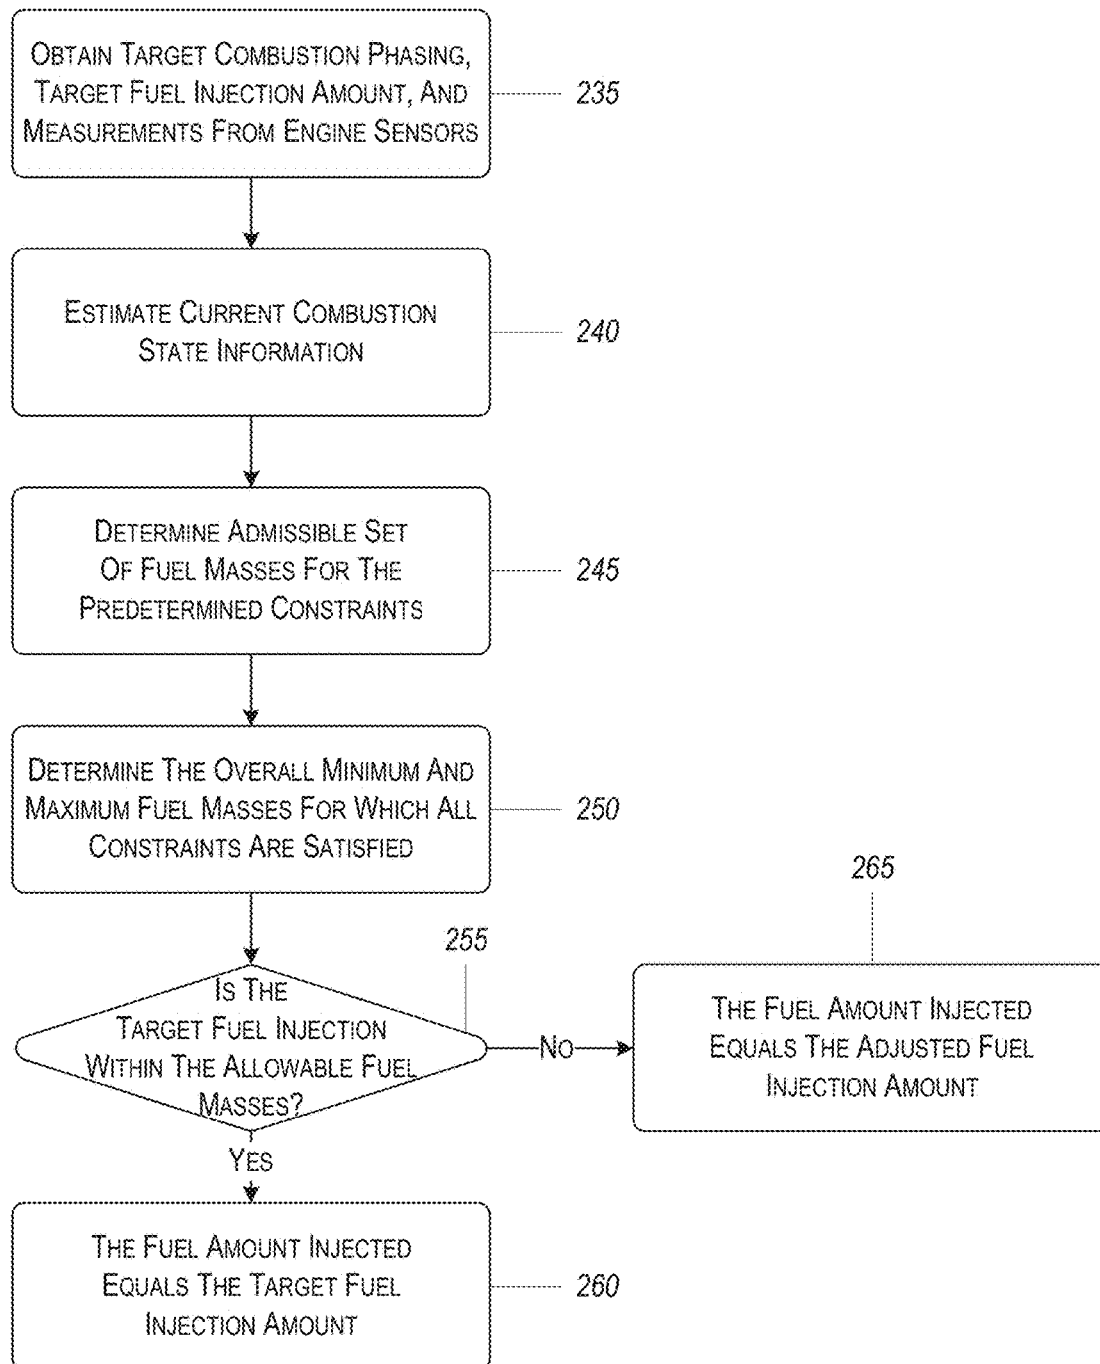 OBTAIN TARGET COMBUSTION PHASING,
TARGET FUEL INJECTION AMOUNT, AND
MEASUREMENTS FROM ENGINE SENSORS
235
ESTIMATE CURRENT COMBUSTION
STATE INFORMATION
240
DETERMINE ADMISSIBLE SET
OF FUEL MASSES FOR THE
PREDETERMINED CONSTRAINTS
245
DETERMINE THE OVERALL MINIMUM AND
MAXIMUM FUEL MASSES FOR WHICH ALL
CONSTRAINTS ARE SATISFIED
250
255
IS THE
TARGET FUEL INJECTION
WITHIN THE ALLOWABLE FUEL
MASSES?
NO
265
THE FUEL AMOUNT INJECTED
EQUALS THE ADJUSTED FUEL
INJECTION AMOUNT
YES
THE FUEL AMOUNT INJECTED
EQUALS THE TARGET FUEL
INJECTION AMOUNT
260